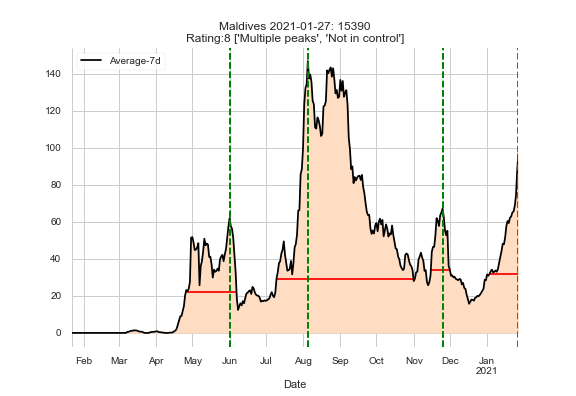 Maldives 2021-01-27: 15390
Rating:8 ['Multiple peaks', 'Not in control']
Average-7d
140
120
100
80
60
40
20
0
Feb Mar Apr May Jun Jul Aug Sep Oct Nov Dec Jan
2021
Date